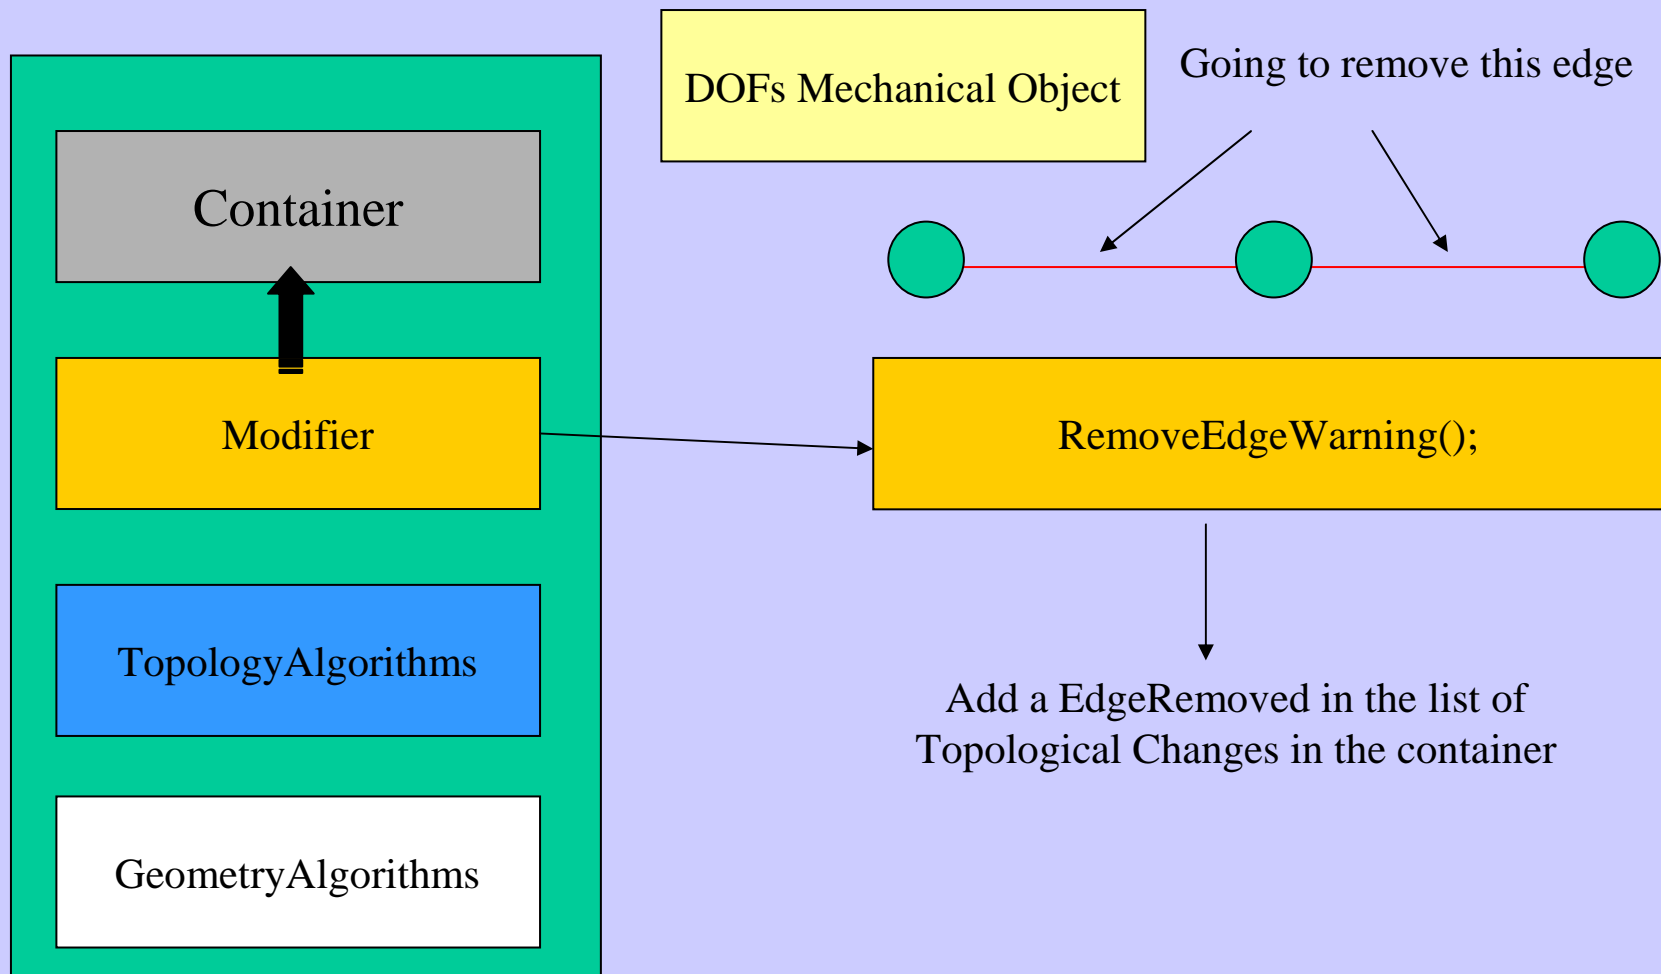 DOFs Mechanical Object
Going to remove this edge
Container
Modifier
RemoveEdgeWarning();
TopologyAlgorithms
Add a EdgeRemoved in the list of
Topological Changes in the container
GeometryAlgorithms